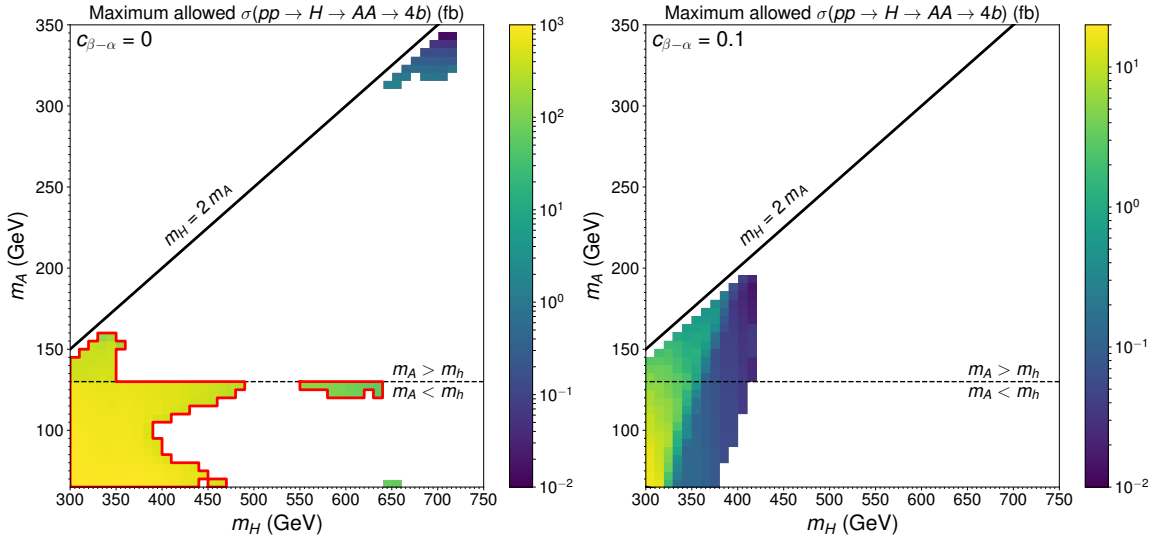 Maximum allowed σ(pp → H → AA → 4b) (fb)
c_{β−α} = 0
m_H = 2 m_A
m_A > m_h
m_A < m_h
m_A (GeV)
350
300
250
200
150
100
300 350 400 450 500 550 600 650 700 750
m_H (GeV)
10^3
10^2
10^1
10^0
10^{−1}
10^{−2}
Maximum allowed σ(pp → H → AA → 4b) (fb)
c_{β−α} = 0.1
m_H = 2 m_A
m_A > m_h
m_A < m_h
m_A (GeV)
350
300
250
200
150
100
300 350 400 450 500 550 600 650 700 750
m_H (GeV)
10^1
10^0
10^{−1}
10^{−2}